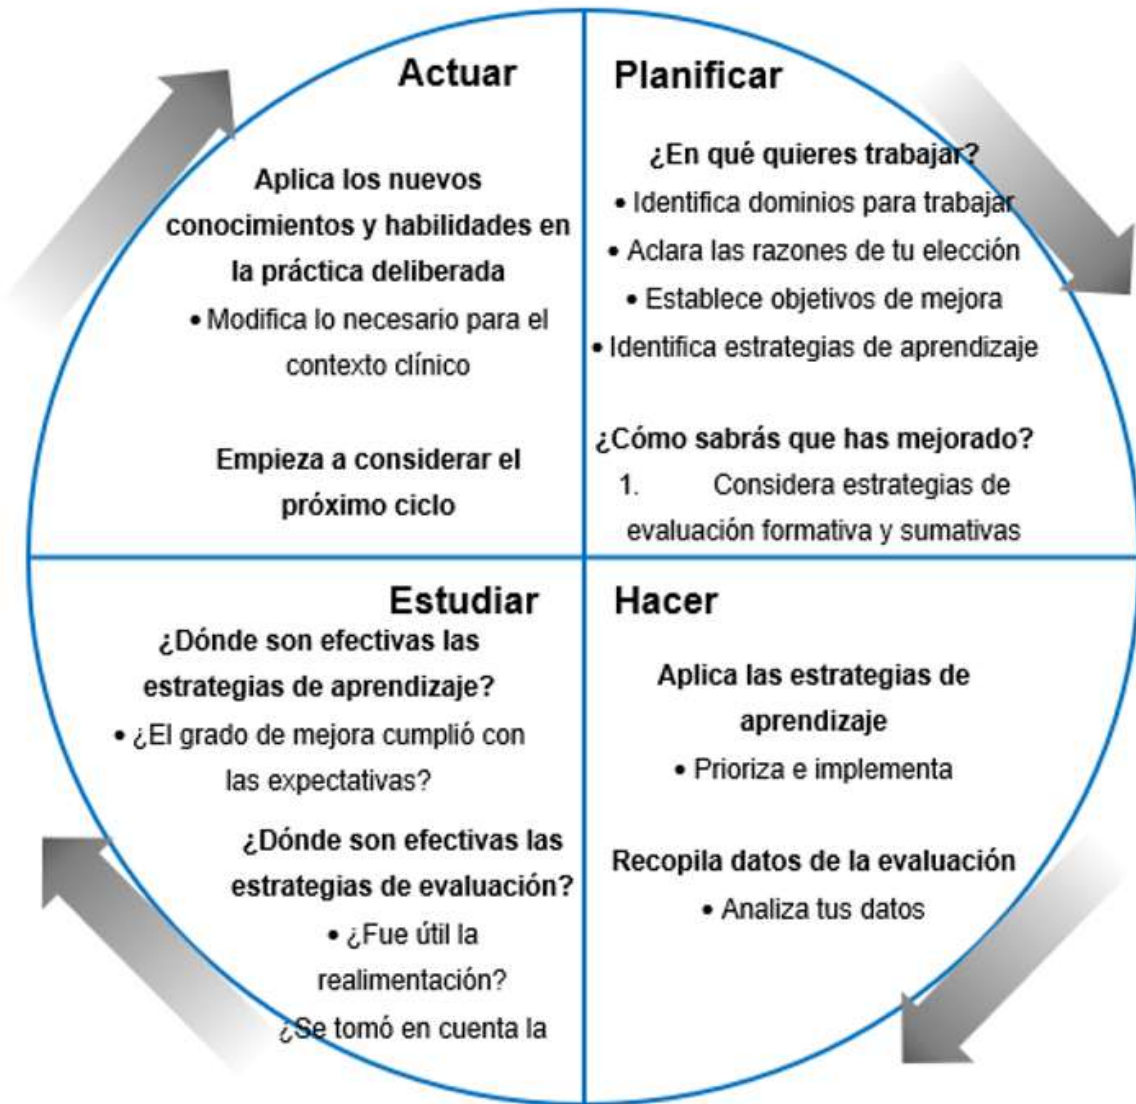 Actuar
Aplica los nuevos
conocimientos y habilidades en
la práctica deliberada
• Modifica lo necesario para el
contexto clínico
Empieza a considerar el
próximo ciclo
Planificar
¿En qué quieres trabajar?
• Identifica dominios para trabajar
• Aclara las razones de tu elección
• Establece objetivos de mejora
• Identifica estrategias de aprendizaje
¿Cómo sabrás que has mejorado?
1. Considera estrategias de
evaluación formativa y sumativas
Hacer
Aplica las estrategias de
aprendizaje
• Prioriza e implementa
Recopila datos de la evaluación
• Analiza tus datos
Estudiar
¿Dónde son efectivas las
estrategias de aprendizaje?
• ¿El grado de mejora cumplió con
las expectativas?
¿Dónde son efectivas las
estrategias de evaluación?
• ¿Fue útil la
realimentación?
¿Se tomó en cuenta la